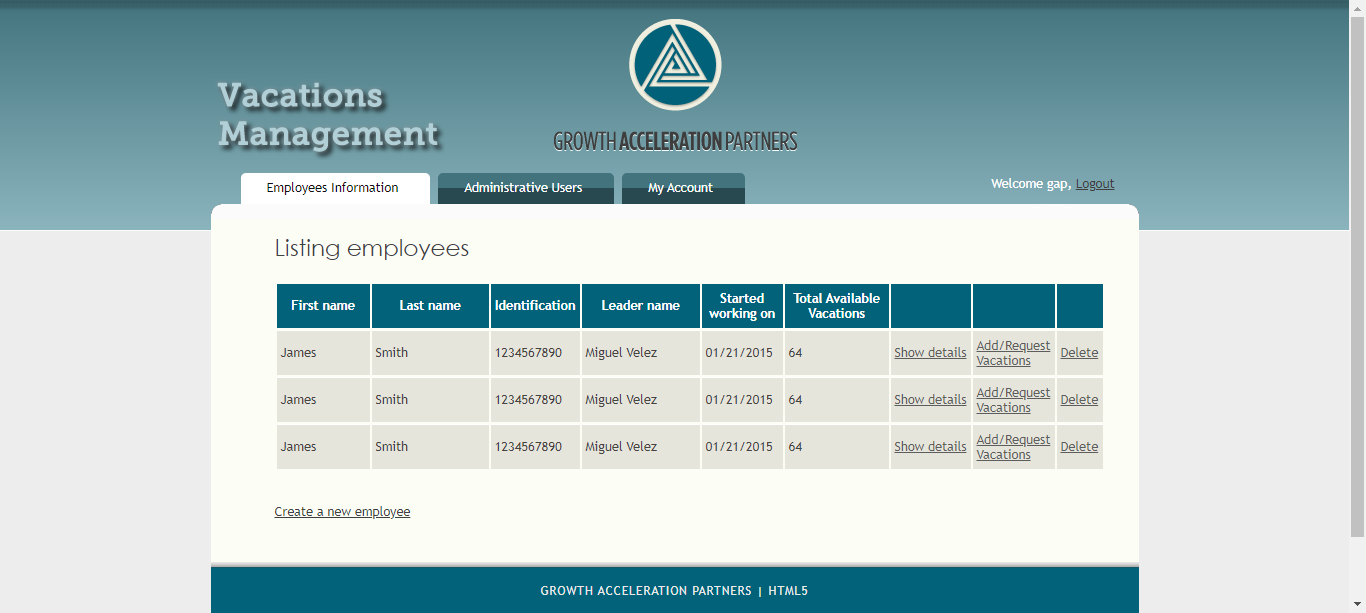 Vacations
Management
GROWTH ACCELERATION PARTNERS
Employees Information Administrative Users My Account Welcome gap, Logout
Listing employees
First name Last name Identification Leader name Started working on Total Available Vacations
James Smith 1234567890 Miguel Velez 01/21/2015 64 Show details Add/Request Vacations Delete
James Smith 1234567890 Miguel Velez 01/21/2015 64 Show details Add/Request Vacations Delete
James Smith 1234567890 Miguel Velez 01/21/2015 64 Show details Add/Request Vacations Delete
Create a new employee
GROWTH ACCELERATION PARTNERS | HTML5